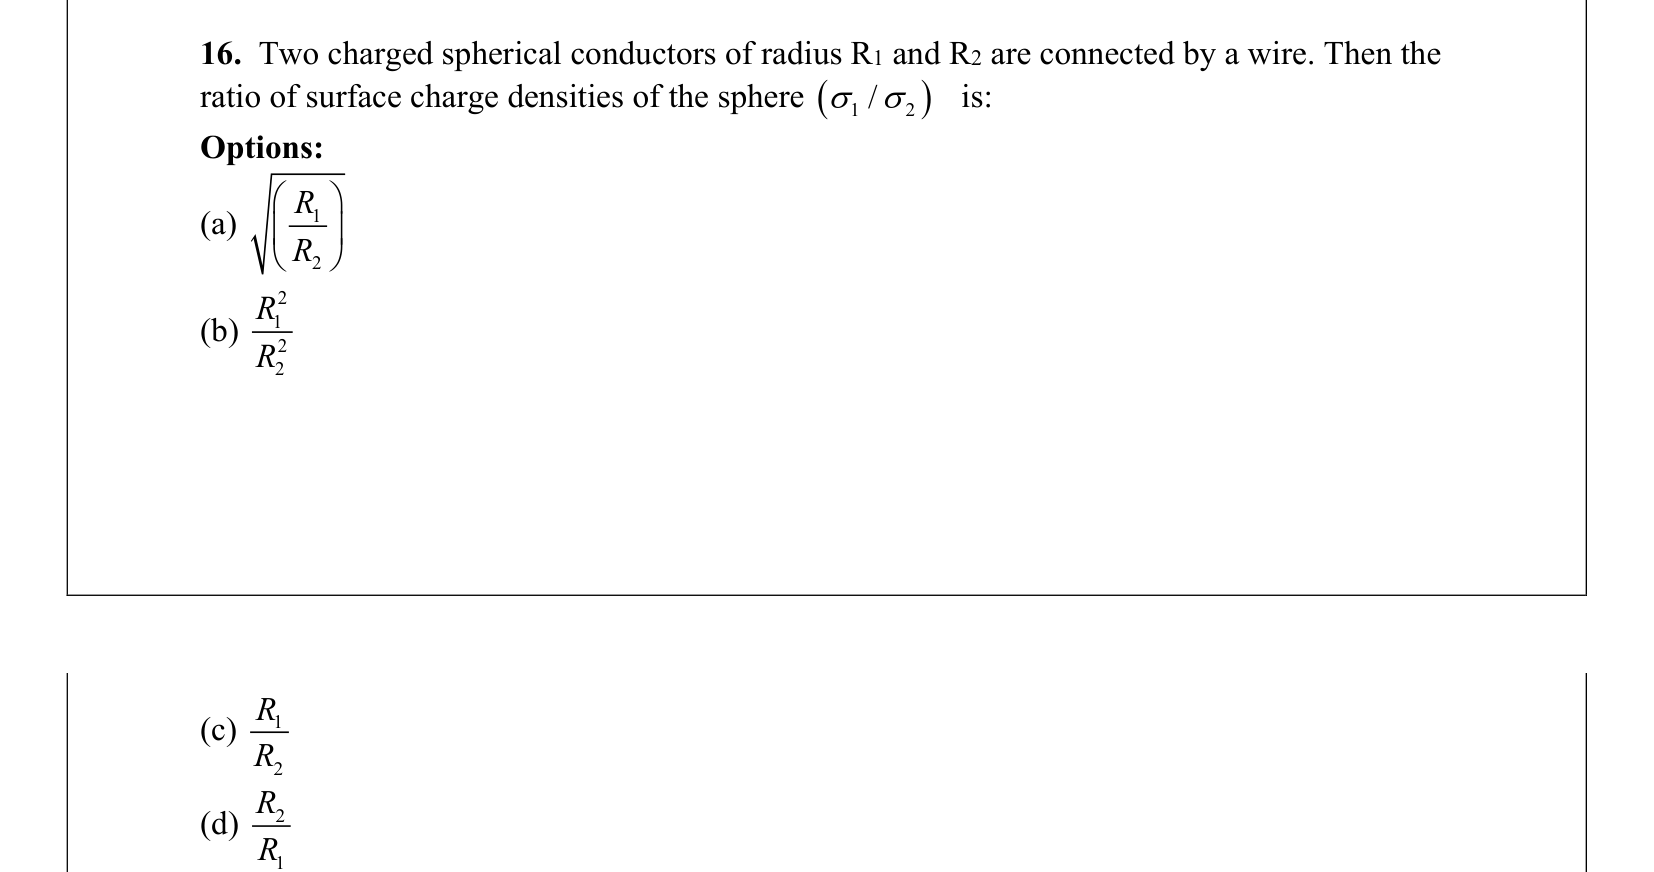 16. Two charged spherical conductors of radius R₁ and R₂ are connected by a wire. Then the
ratio of surface charge densities of the sphere (σ₁ / σ₂) is:
Options:
(a) √(R₁/R₂)
(b) R₁²/R₂²
(c) R₁/R₂
(d) R₂/R₁